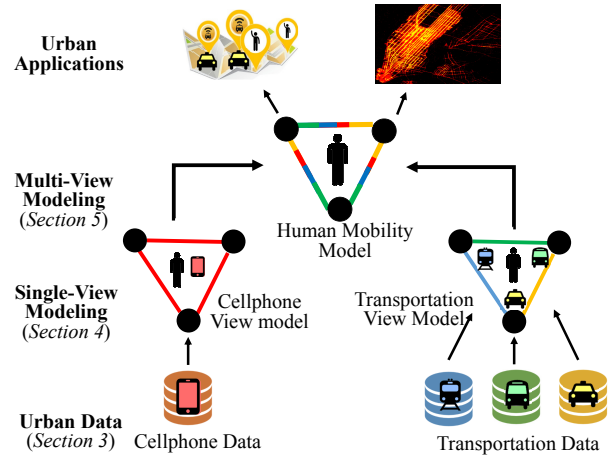 Urban
Applications
Multi-View
Modeling
(Section 5)
Human Mobility
Model
Single-View
Modeling
(Section 4)
Cellphone
View model
Transportation
View Model
Urban Data
(Section 3)
Cellphone Data
Transportation Data